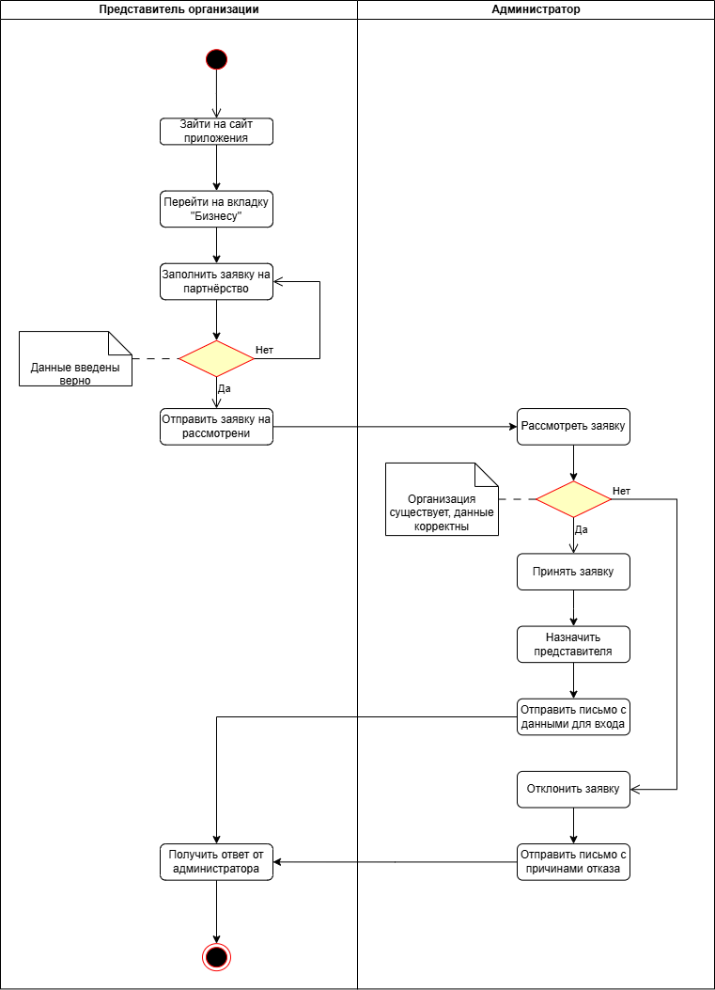 Представитель организации
Администратор
Зайти на сайт
приложения
Перейти на вкладку
"Бизнесу"
Заполнить заявку на
партнёрство
Нет
Данные введены
верно
Да
Отправить заявку на
рассмотрени
Рассмотреть заявку
Нет
Организация
существует, данные
корректны
Да
Принять заявку
Назначить
представителя
Отправить письмо с
данными для входа
Отклонить заявку
Получить ответ от
администратора
Отправить письмо с
причинами отказа